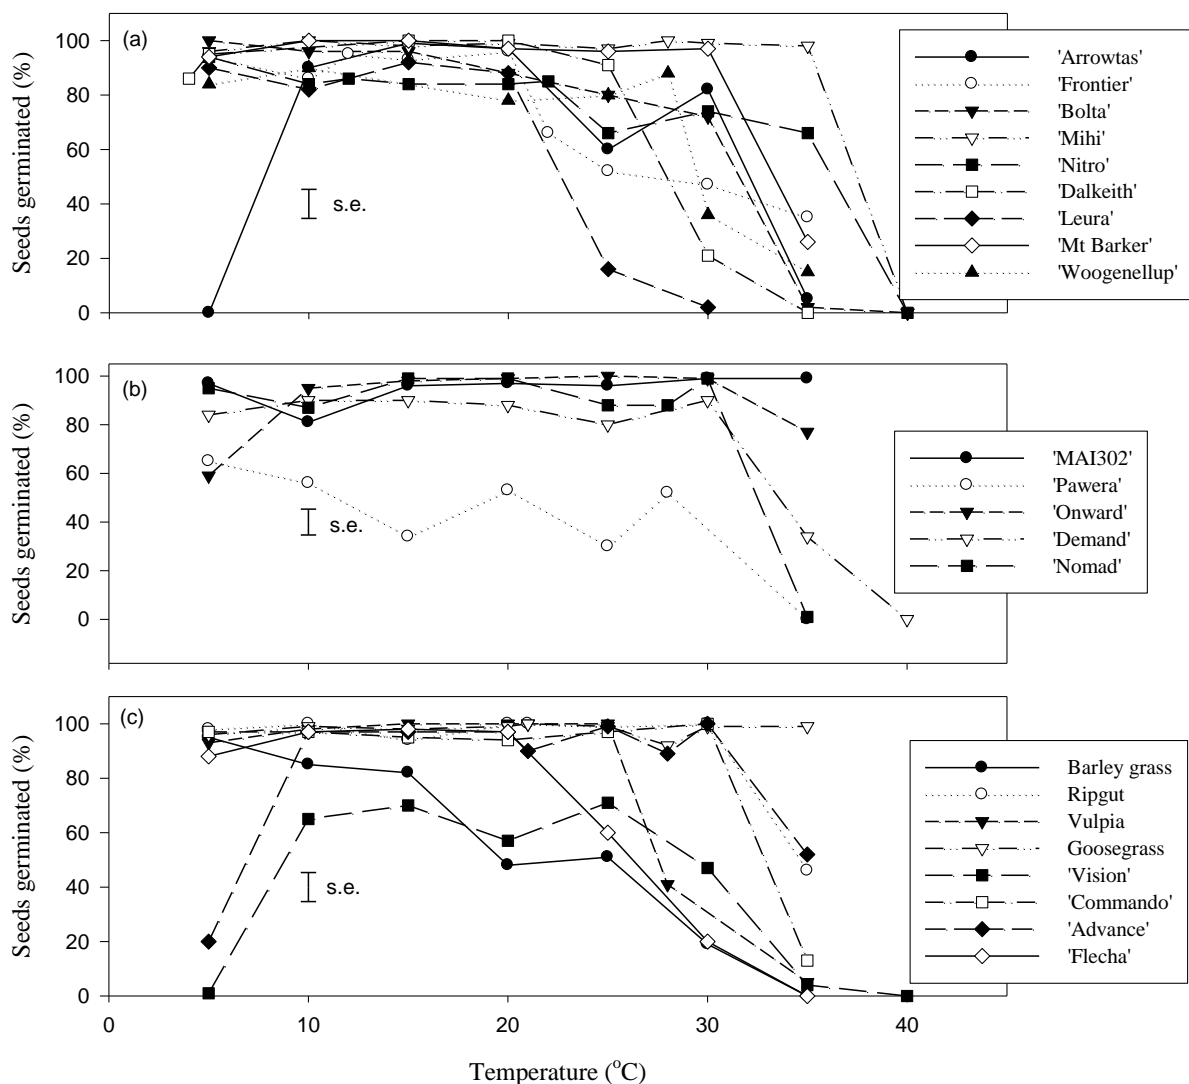 (a)
100
80
60
40
20
0
Seeds germinated (%)
s.e.
'Arrowtas'
'Frontier'
'Bolta'
'Mihi'
'Nitro'
'Dalkeith'
'Leura'
'Mt Barker'
'Woogenellup'
(b)
100
80
60
40
20
0
Seeds germinated (%)
s.e.
'MAI302'
'Pawera'
'Onward'
'Demand'
'Nomad'
(c)
100
80
60
40
20
0
Seeds germinated (%)
s.e.
Barley grass
Ripgut
Vulpia
Goosegrass
'Vision'
'Commando'
'Advance'
'Flecha'
0 10 20 30 40
Temperature (°C)